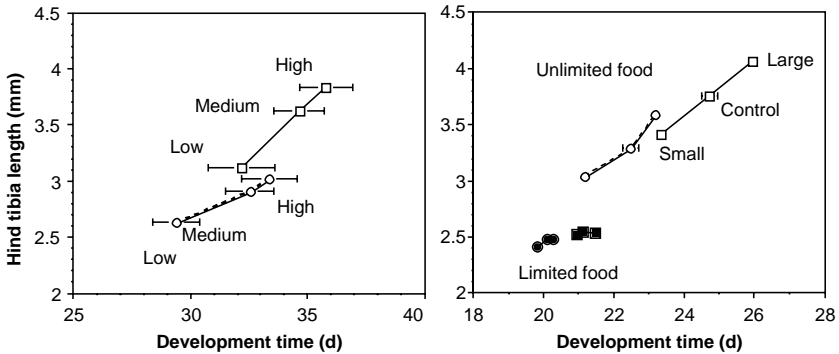 Hind tibia length (mm)
4.5
4
3.5
3
2.5
2
25
30
35
40
Development time (d)
High
Medium
Low
High
Medium
Low
4.5
4
3.5
3
2.5
2
18
20
22
24
26
28
Development time (d)
Unlimited food
Large
Control
Small
Limited food